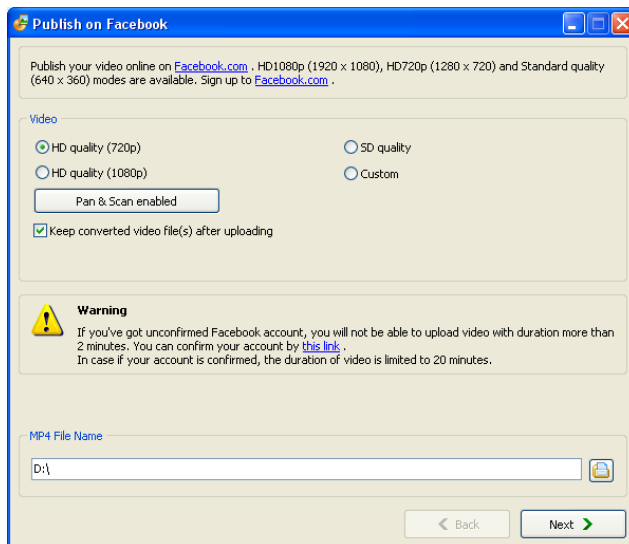 Publish on Facebook
Publish your video online on Facebook.com . HD1080p (1920 x 1080), HD720p (1280 x 720) and Standard quality
(640 x 360) modes are available. Sign up to Facebook.com .
Video
HD quality (720p)
SD quality
HD quality (1080p)
Custom
Pan & Scan enabled
Keep converted video file(s) after uploading
Warning
If you've got unconfirmed Facebook account, you will not be able to upload video with duration more than
2 minutes. You can confirm your account by this link .
In case if your account is confirmed, the duration of video is limited to 20 minutes.
MP4 File Name
D:\
Back
Next